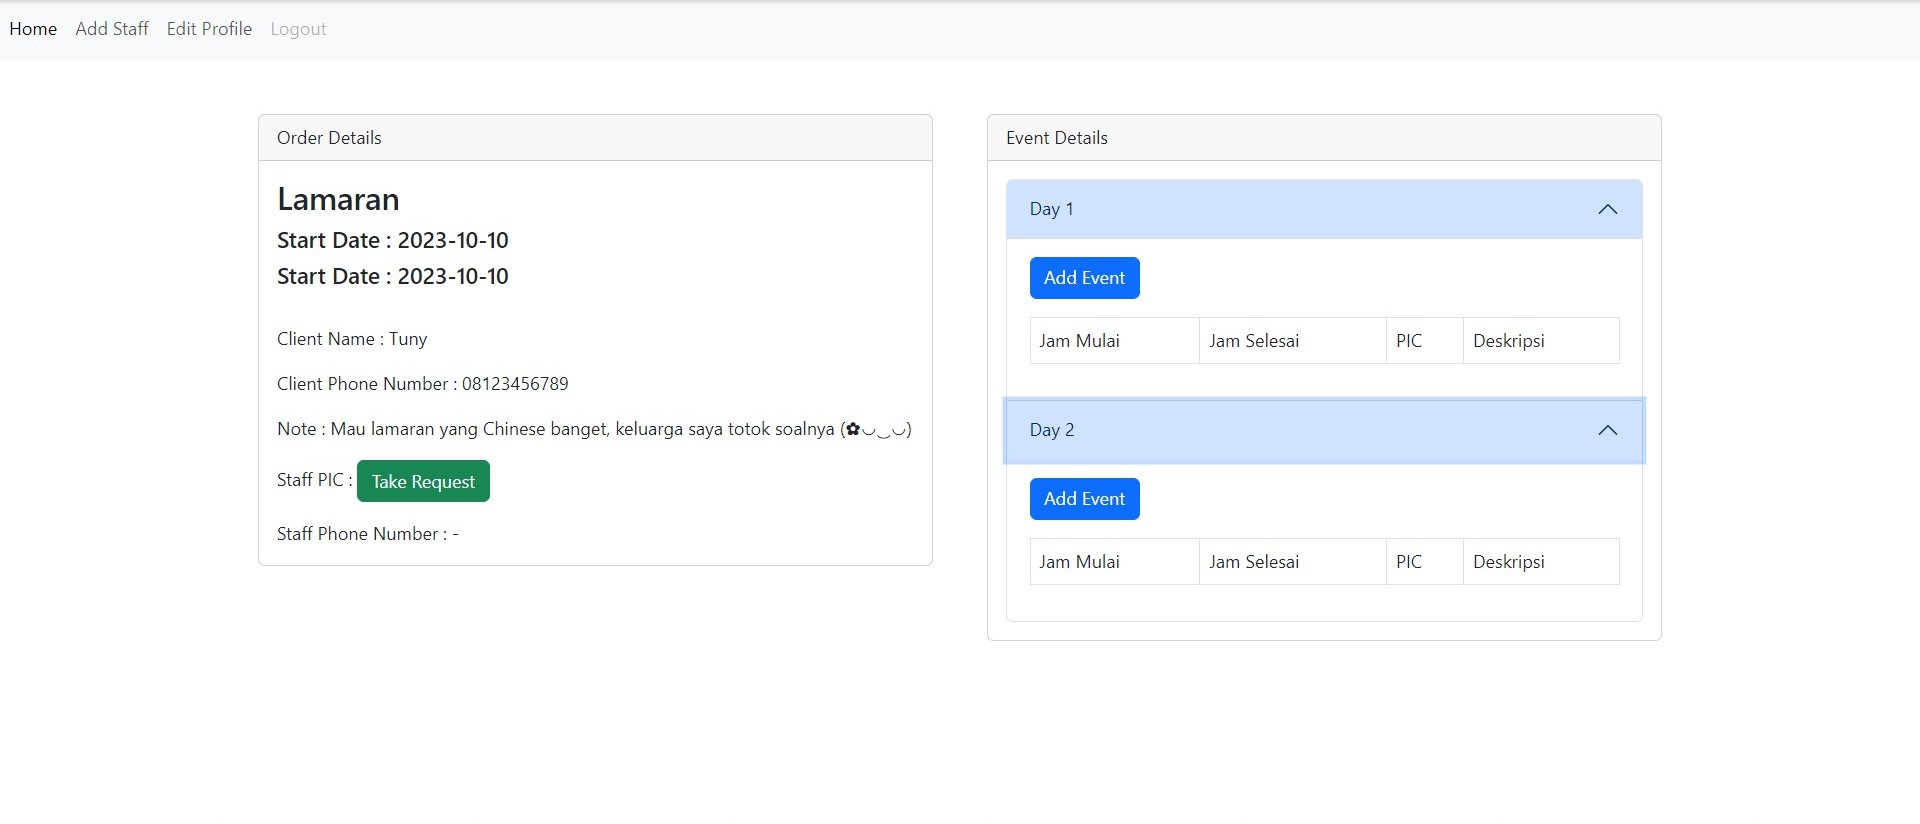 Home Add Staff Edit Profile Logout
Order Details
Lamaran
Start Date : 2023-10-10
Start Date : 2023-10-10
Client Name : Tuny
Client Phone Number : 08123456789
Note : Mau lamaran yang Chinese banget, keluarga saya totok soalnya (✿◡‿◡)
Staff PIC : Take Request
Staff Phone Number : -
Event Details
Day 1
Add Event
Jam Mulai Jam Selesai PIC Deskripsi
Day 2
Add Event
Jam Mulai Jam Selesai PIC Deskripsi